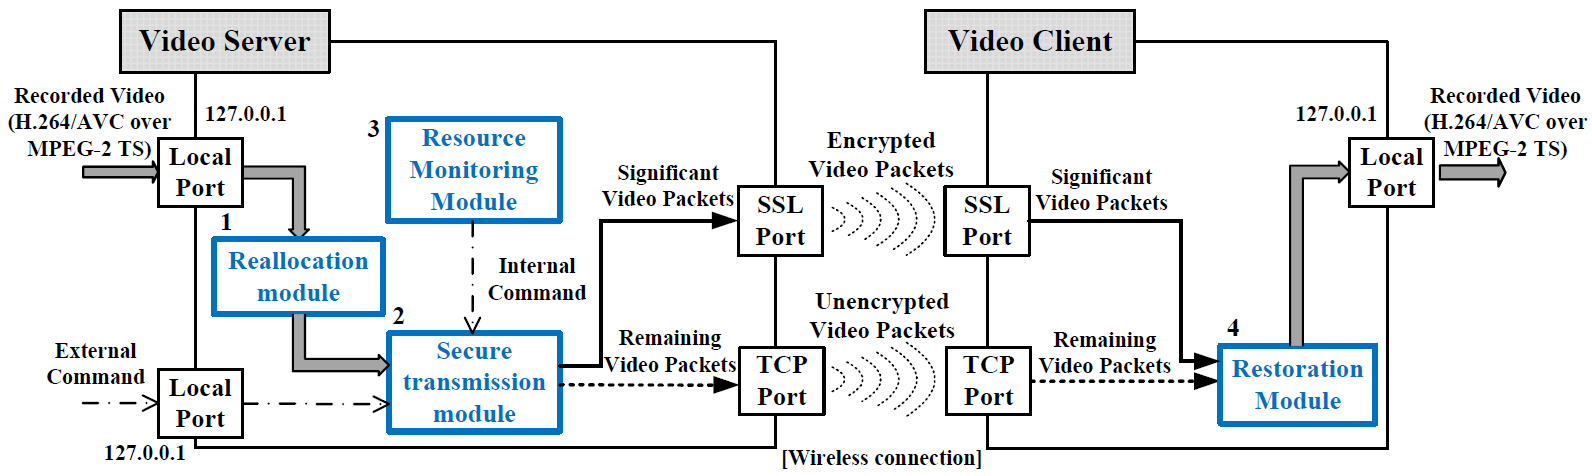 Video Server
Video Client
Recorded Video
(H.264/AVC over
MPEG-2 TS)
127.0.0.1
Local
Port
1
Reallocation
module
3
Resource
Monitoring
Module
Internal
Command
2
Secure
transmission
module
External
Command
Local
Port
127.0.0.1
Significant
Video Packets
SSL
Port
Remaining
Video Packets
TCP
Port
Encrypted
Video Packets
Unencrypted
Video Packets
[Wireless connection]
SSL
Port
Significant
Video Packets
TCP
Port
Remaining
Video Packets
4
Restoration
Module
127.0.0.1
Local
Port
Recorded Video
(H.264/AVC over
MPEG-2 TS)